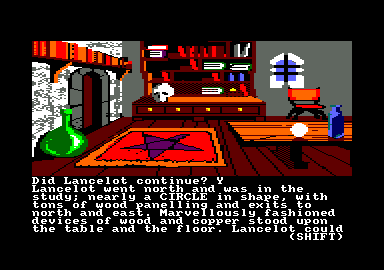 Did Lancelot continue? Y
Lancelot went north and was in the
study; nearly a CIRCLE in shape, with
tons of wood panelling and exits to
north and east. Marvellously fashioned
devices of wood and copper stood upon
the table and the floor. Lancelot could
(SHIFT)